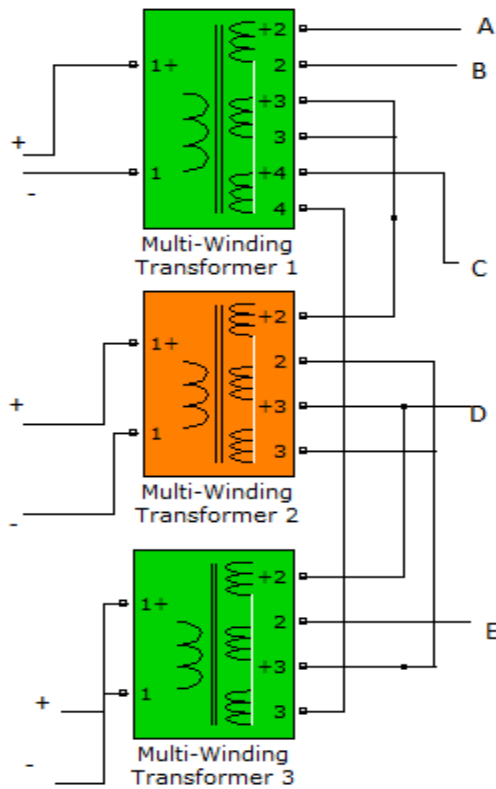 +2 A
1+ 2 B
+3
+ 3
1 +4
- 4 C
Multi-Winding
Transformer 1
+2
1+ 2
+ +3 D
1 3
-
Multi-Winding
Transformer 2
+2
1+ 2 E
+3
+ 1 3
-
Multi-Winding
Transformer 3